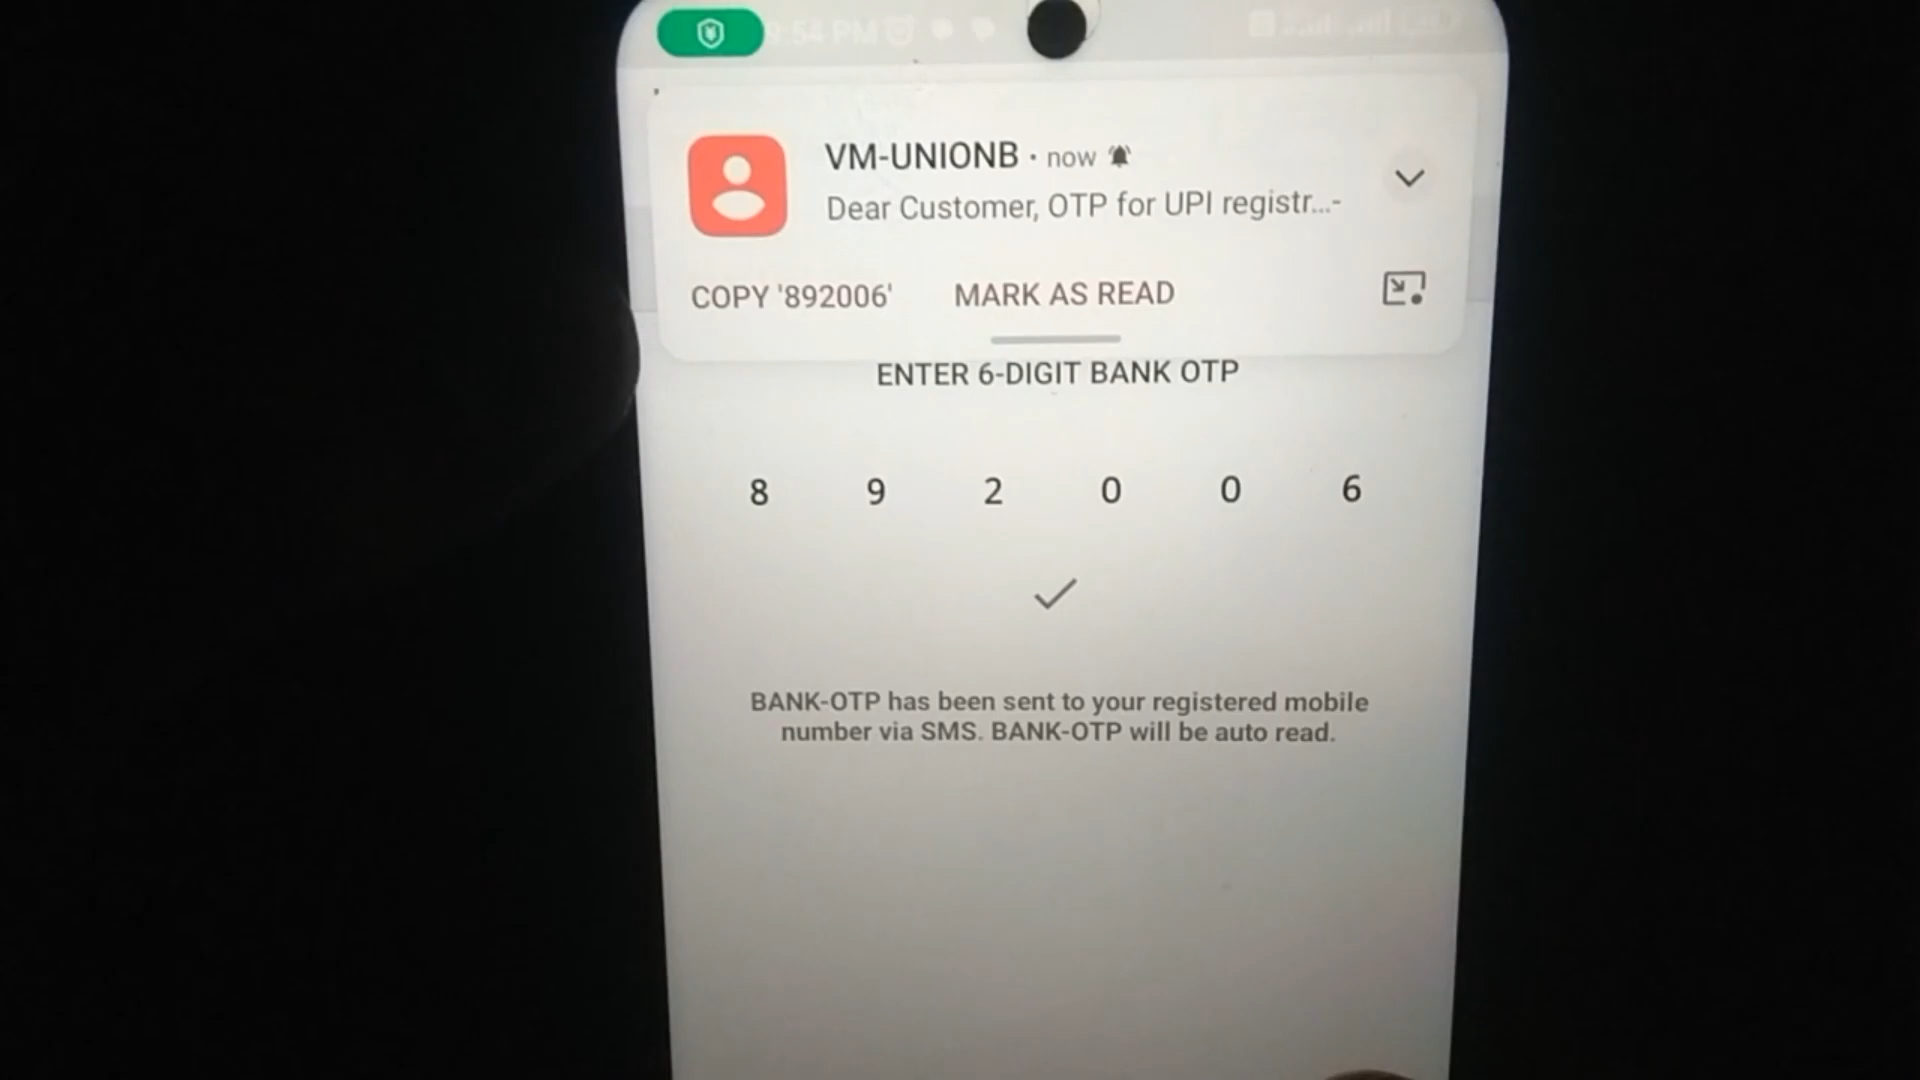 :54 PM
VM-UNIONB · now
Dear Customer, OTP for UPI registr...-
COPY '892006' MARK AS READ
ENTER 6-DIGIT BANK OTP
8 9 2 0 0 6
BANK-OTP has been sent to your registered mobile
number via SMS. BANK-OTP will be auto read.